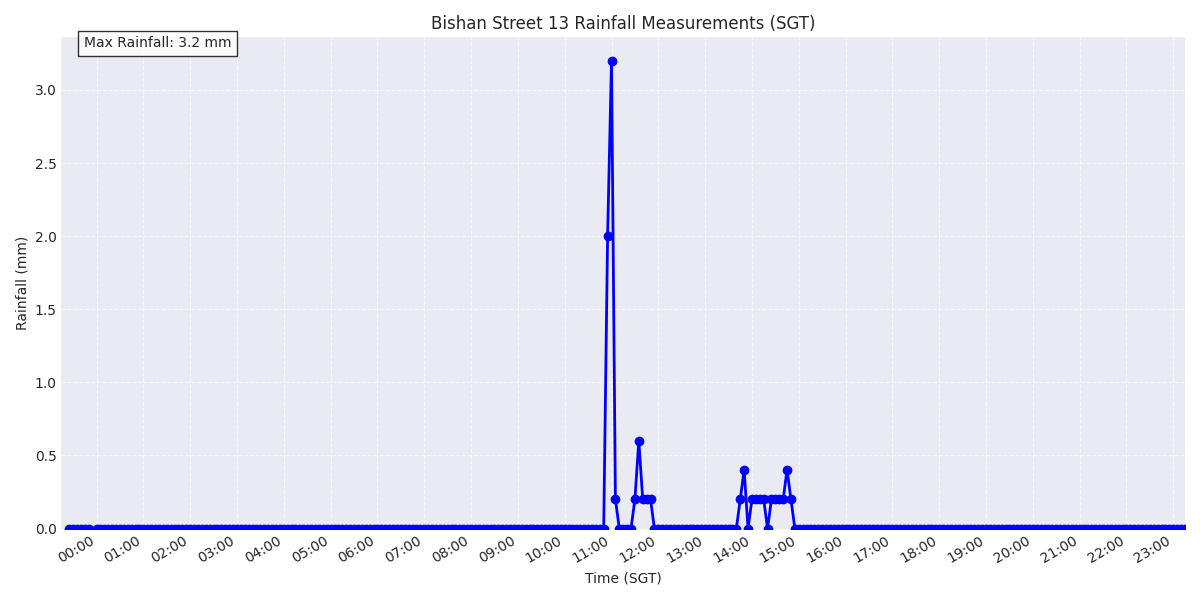 Bishan Street 13 Rainfall Measurements (SGT)
Max Rainfall: 3.2 mm
Rainfall (mm)
3.0
2.5
2.0
1.5
1.0
0.5
0.0
00:00 01:00 02:00 03:00 04:00 05:00 06:00 07:00 08:00 09:00 10:00 11:00 12:00 13:00 14:00 15:00 16:00 17:00 18:00 19:00 20:00 21:00 22:00 23:00
Time (SGT)